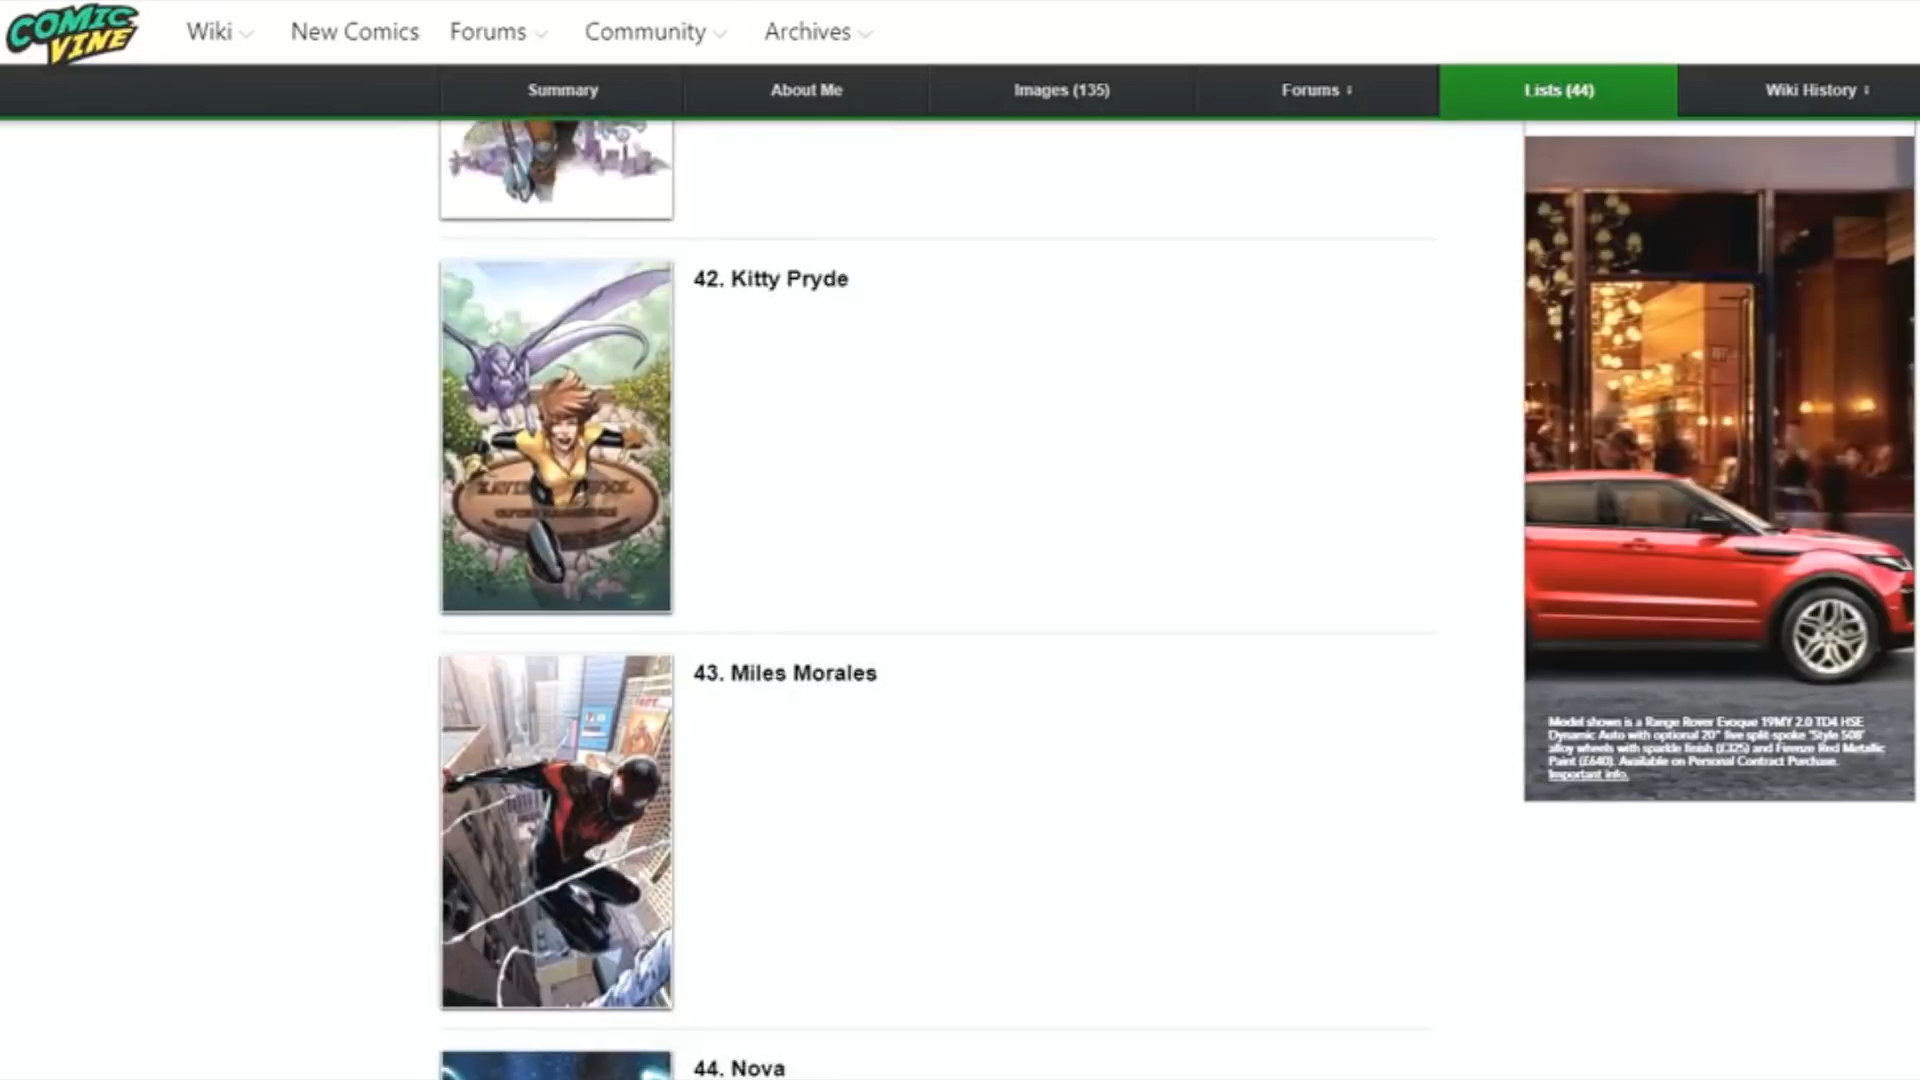 COMIC
VINE
Wiki
New Comics
Forums
Community
Archives
Summary
About Me
Images (135)
Forums
Lists (44)
Wiki History
42. Kitty Pryde
43. Miles Morales
44. Nova
Model shown is a Range Rover Evoque 19MY 2.0 TD4 HSE
Dynamic Auto with optional 20" five split-spoke 'Style 508'
alloy wheels with sparkle finish (£325) and Firenze Red Metallic
Paint (£640). Available on Personal Contract Purchase.
Important info.